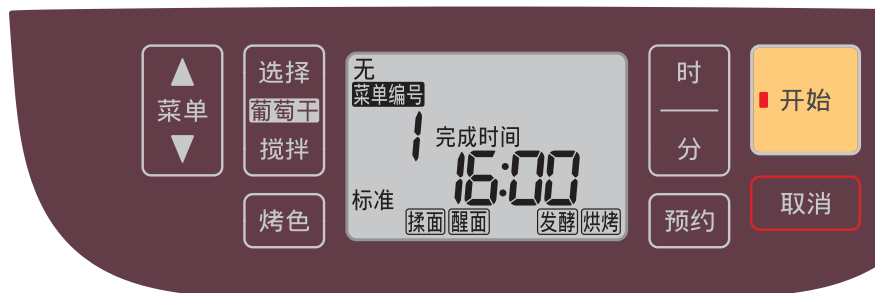 菜单
选择
葡萄干
搅拌
烤色
无
菜单编号
1
完成时间
16:00
标准
揉面 醒面 发酵 烘烤
时
分
预约
开始
取消